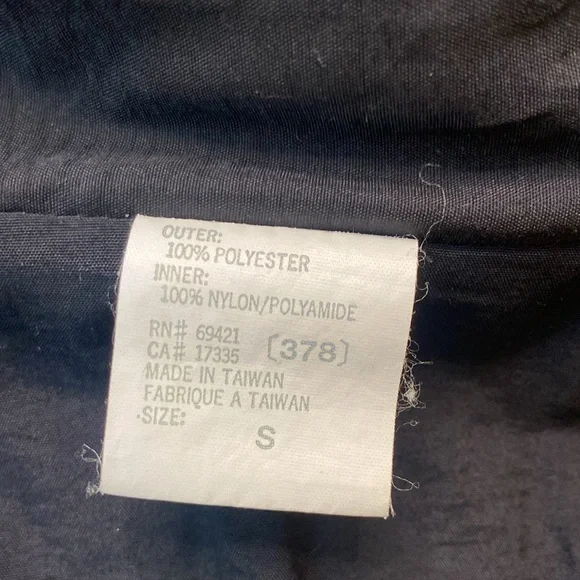 OUTER:
100% POLYESTER
INNER:
100% NYLON/POLYAMIDE
RN# 69421
CA# 17335 [378]
MADE IN TAIWAN
FABRIQUE A TAIWAN
SIZE:
S